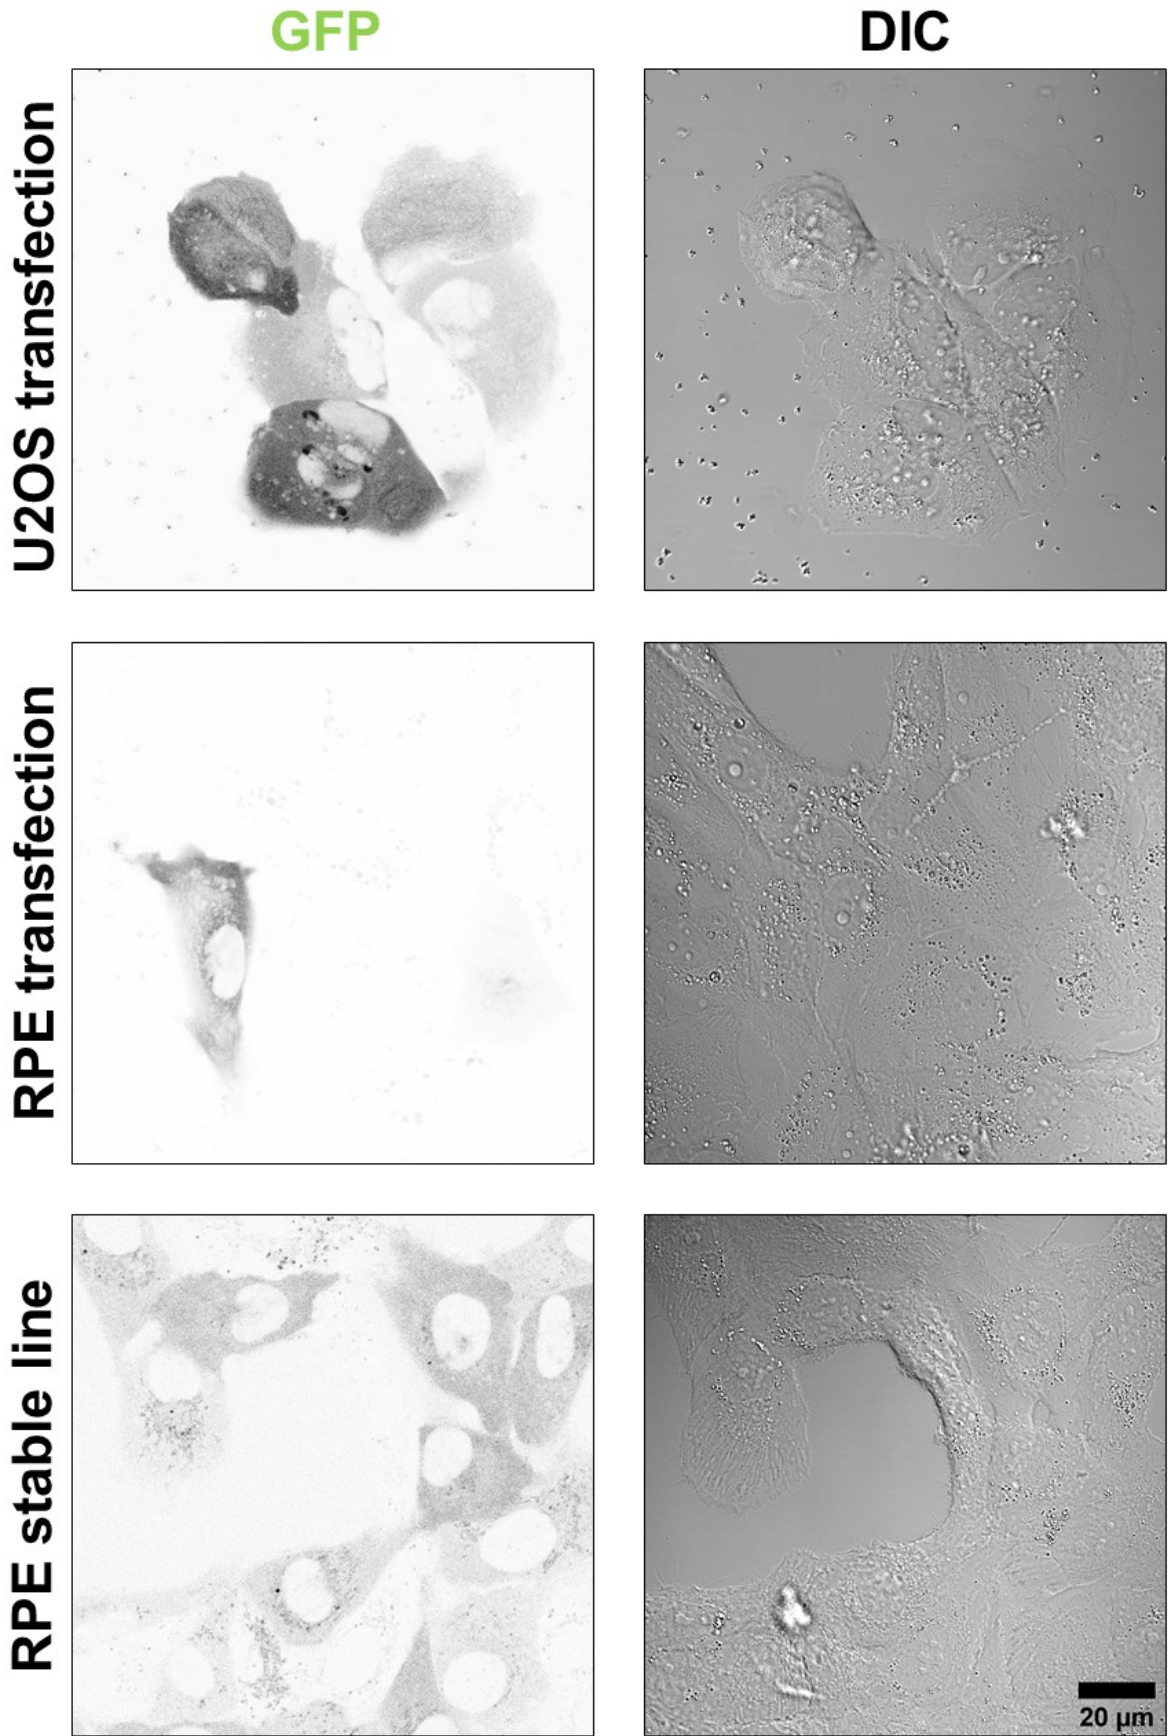 GFP
DIC
U2OS transfection
RPE transfection
RPE stable line
20 µm